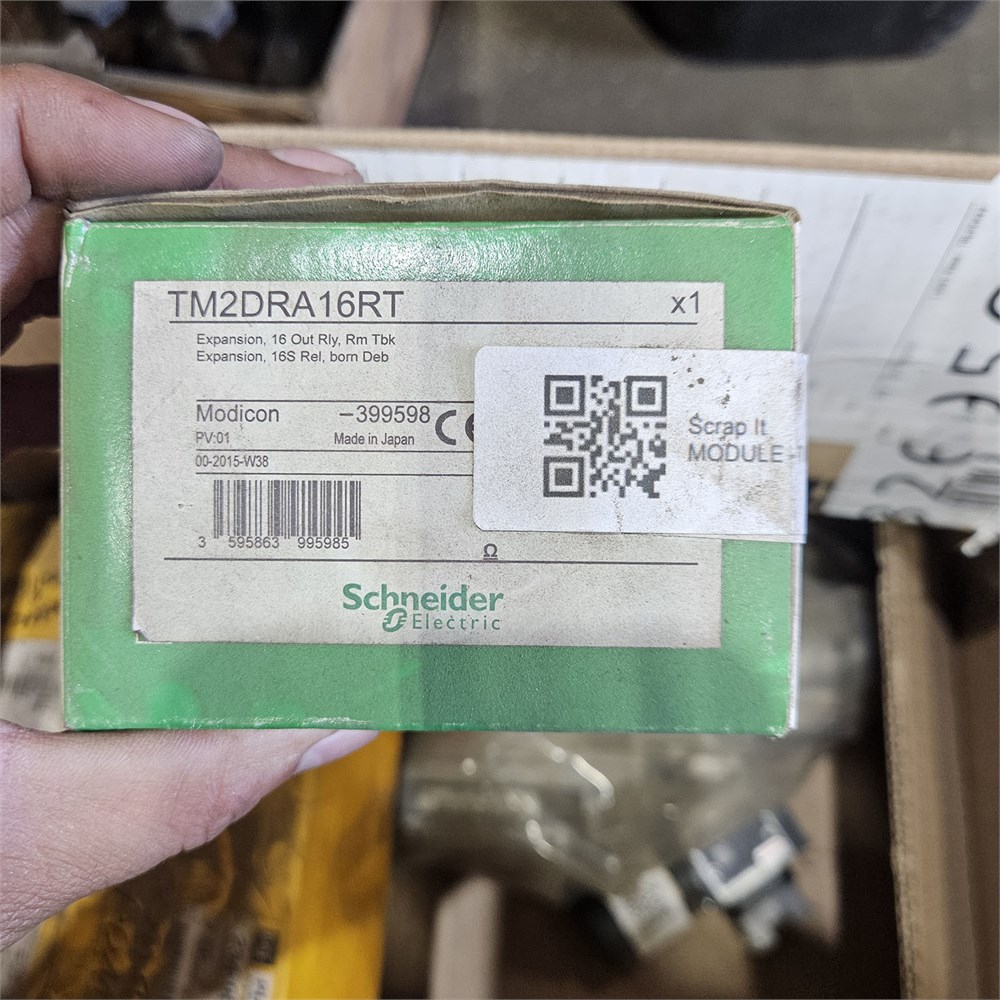 TM2DRA16RT x1
Expansion, 16 Out Rly, Rm Tbk
Expansion, 16S Rel, born Deb
Modicon –399598 CE
PV:01 Made in Japan
00-2015-W38
3 595863 995985
Ω
Schneider
Electric
Scrap It
MODULE -